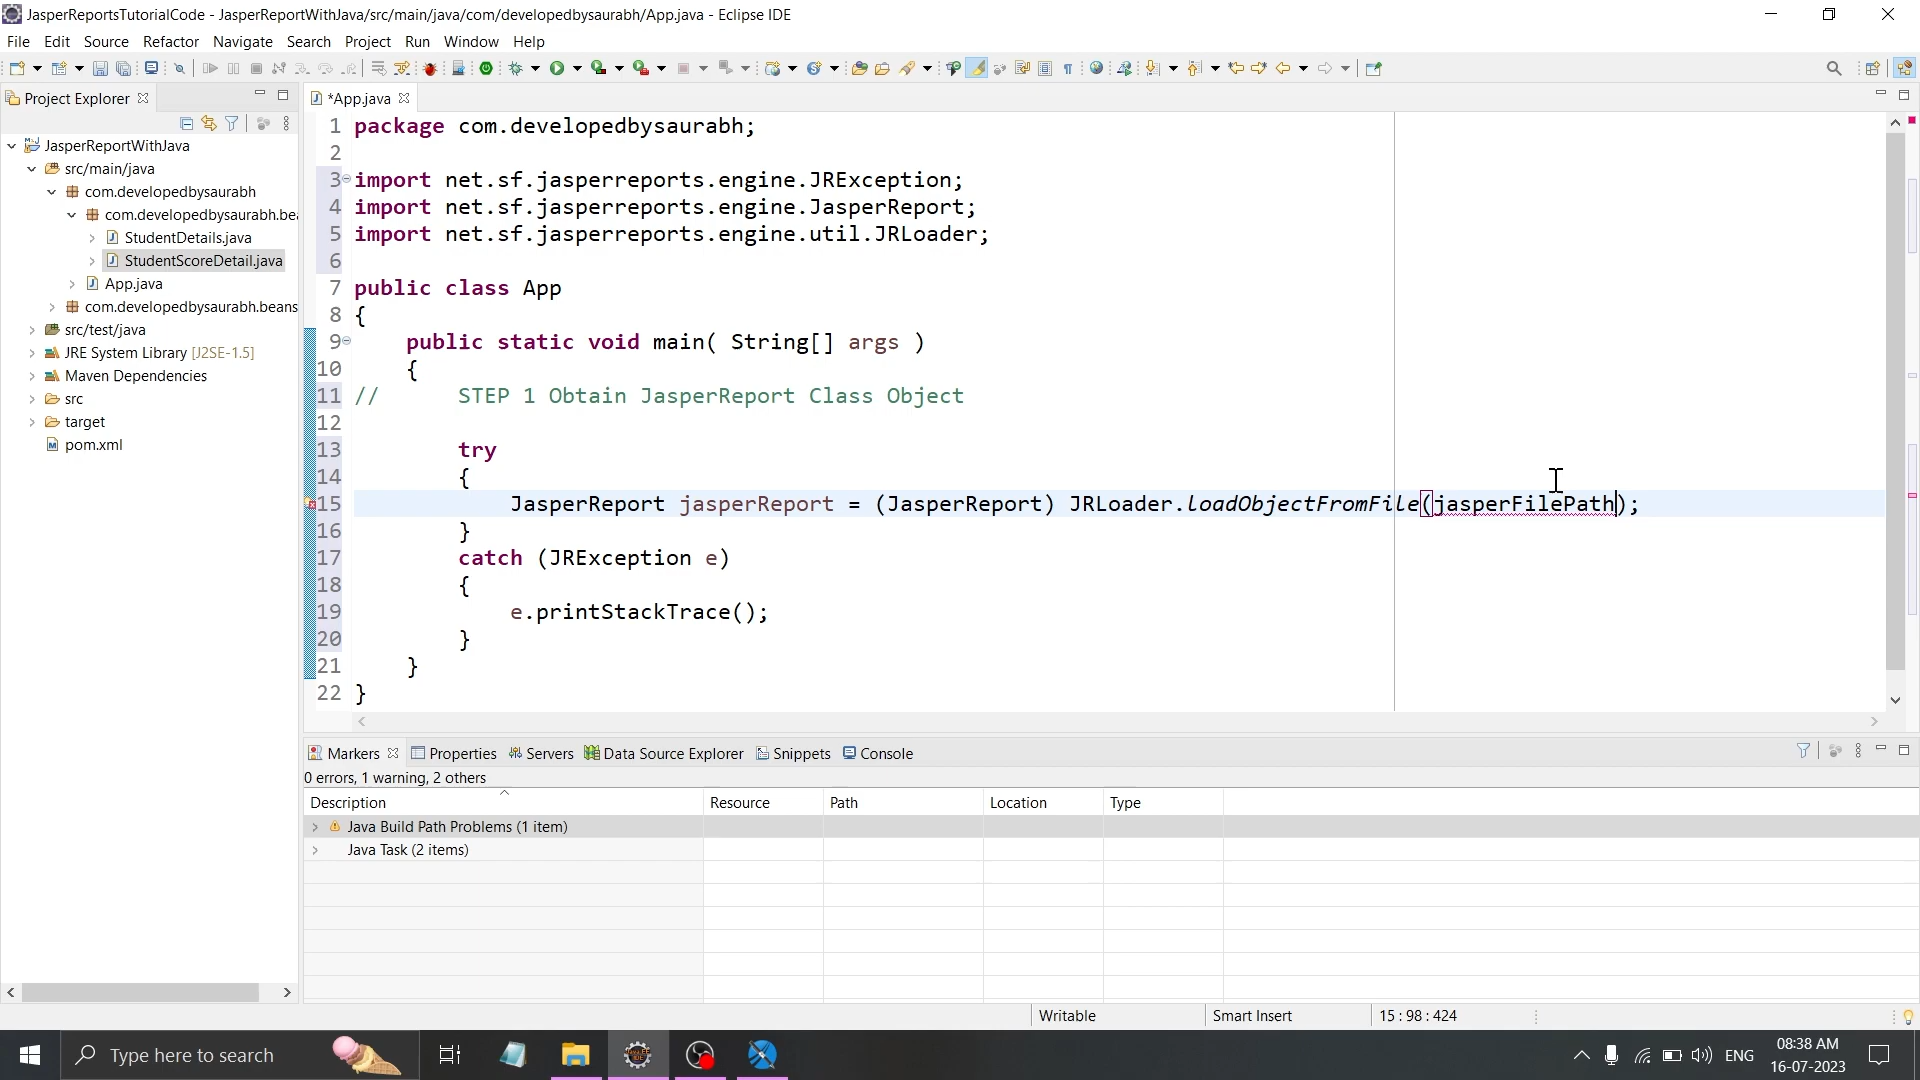 JasperReportsTutorialCode - JasperReportWithJava/src/main/java/com/developedbysaurabh/App.java - Eclipse IDE
File Edit Source Refactor Navigate Search Project Run Window Help
Project Explorer
JasperReportWithJava
src/main/java
com.developedbysaurabh
com.developedbysaurabh.bea
StudentDetails.java
StudentScoreDetail.java
App.java
com.developedbysaurabh.beans
src/test/java
JRE System Library [J2SE-1.5]
Maven Dependencies
src
target
pom.xml
*App.java
1 package com.developedbysaurabh;
2
3 import net.sf.jasperreports.engine.JRException;
4 import net.sf.jasperreports.engine.JasperReport;
5 import net.sf.jasperreports.engine.util.JRLoader;
6
7 public class App
8 {
9 public static void main( String[] args )
10 {
11 // STEP 1 Obtain JasperReport Class Object
12
13 try
14 {
15 JasperReport jasperReport = (JasperReport) JRLoader.loadObjectFromFile(jasperFilePath);
16 }
17 catch (JRException e)
18 {
19 e.printStackTrace();
20 }
21 }
22 }
Markers Properties Servers Data Source Explorer Snippets Console
0 errors, 1 warning, 2 others
Description Resource Path Location Type
Java Build Path Problems (1 item)
Java Task (2 items)
Writable Smart Insert 15 : 98 : 424
Type here to search
ENG
08:38 AM
16-07-2023